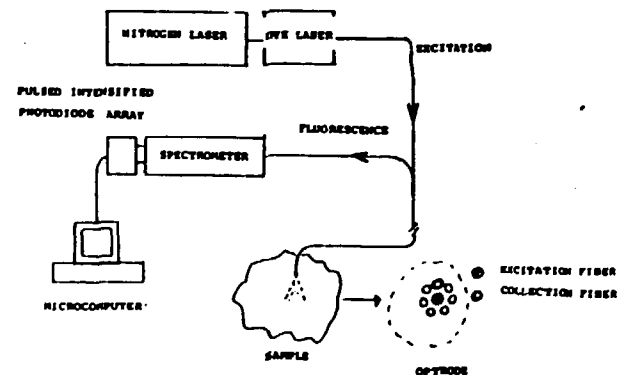 NITROGEN LASER
DYE LASER
EXCITATION
PULSED INTENSIFIED
PHOTODIODE ARRAY
FLUORESCENCE
SPECTROMETER
MICROCOMPUTER
EXCITATION FIBER
COLLECTION FIBER
SAMPLE
OPTRODE